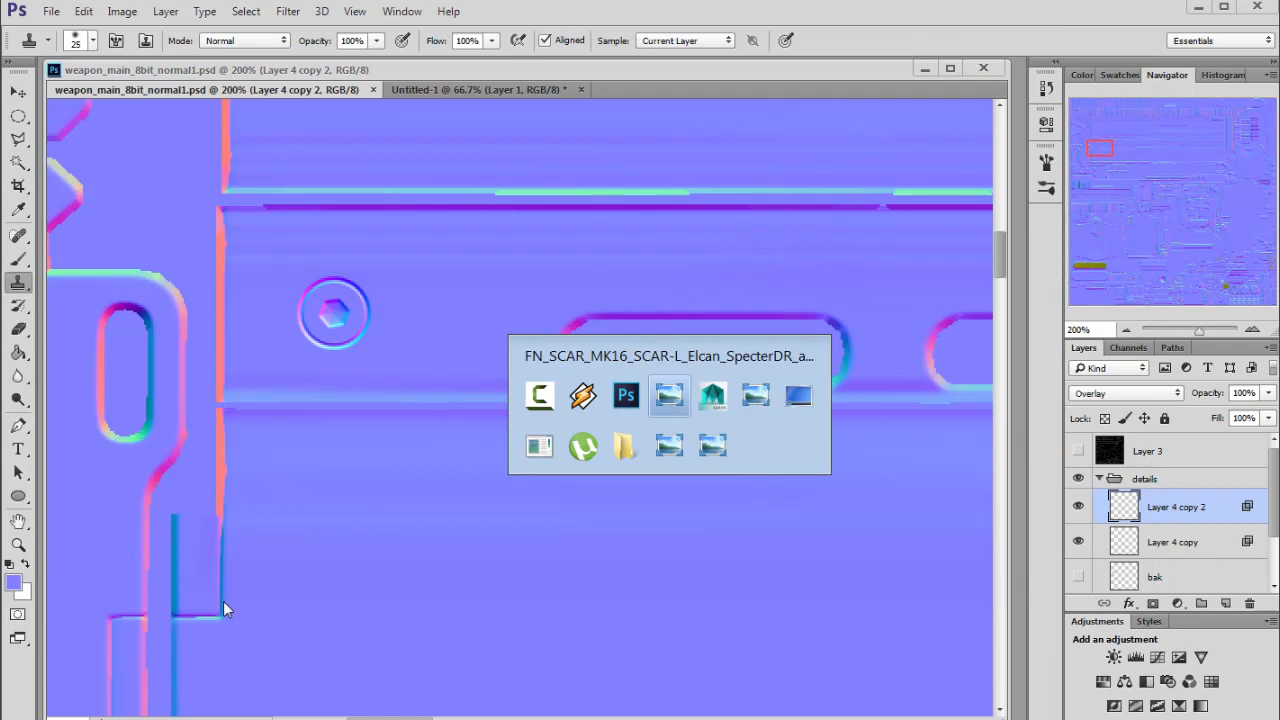 Ps File Edit Image Layer Type Select Filter 3D View Window Help
25 Mode: Normal Opacity: 100% Flow: 100% Aligned Sample: Current Layer Essentials
weapon_main_8bit_normal1.psd @ 200% (Layer 4 copy 2, RGB/8)
weapon_main_8bit_normal1.psd @ 200% (Layer 4 copy 2, RGB/8) × Untitled-1 @ 66.7% (Layer 1, RGB/8) * ×
Color Swatches Navigator Histogram
FN_SCAR_MK16_SCAR-L_Elcan_SpecterDR_a...
Ps
200%
Layers Channels Paths
Kind
Overlay Opacity: 100%
Lock: Fill: 100%
Layer 3
details
Layer 4 copy 2
Layer 4 copy
bak
Adjustments Styles
Add an adjustment